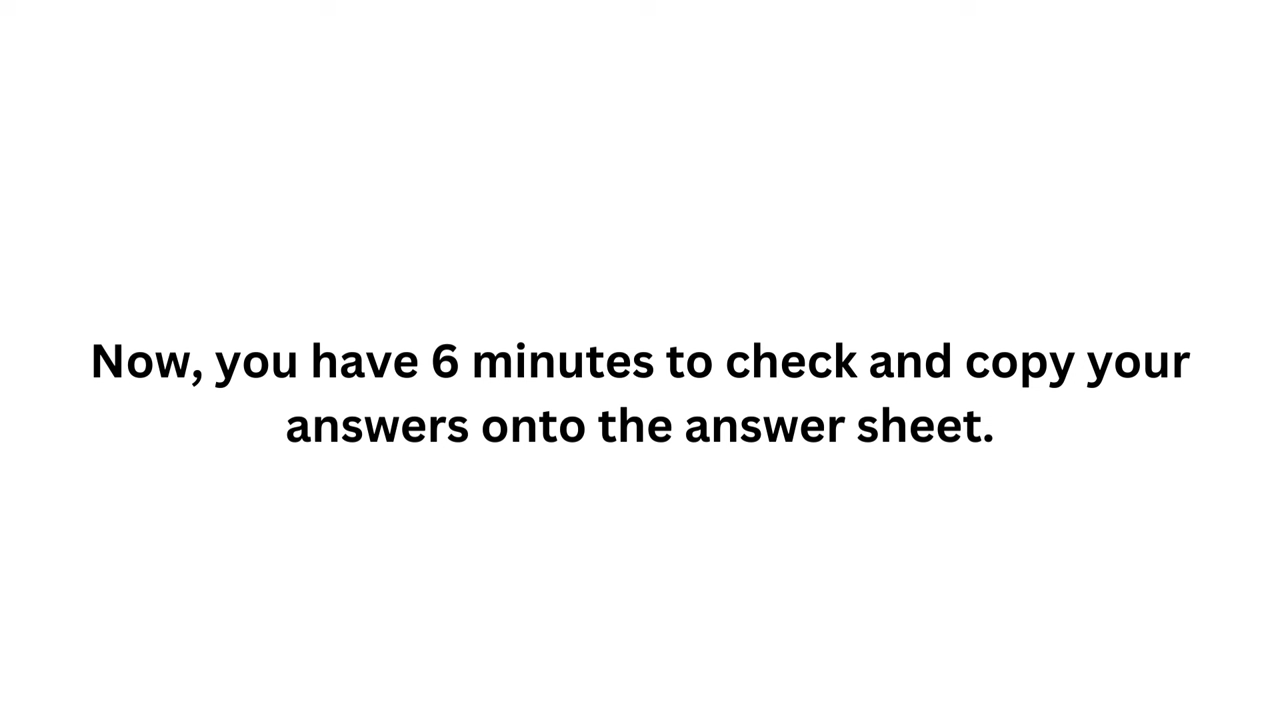 Now, you have 6 minutes to check and copy your
answers onto the answer sheet.